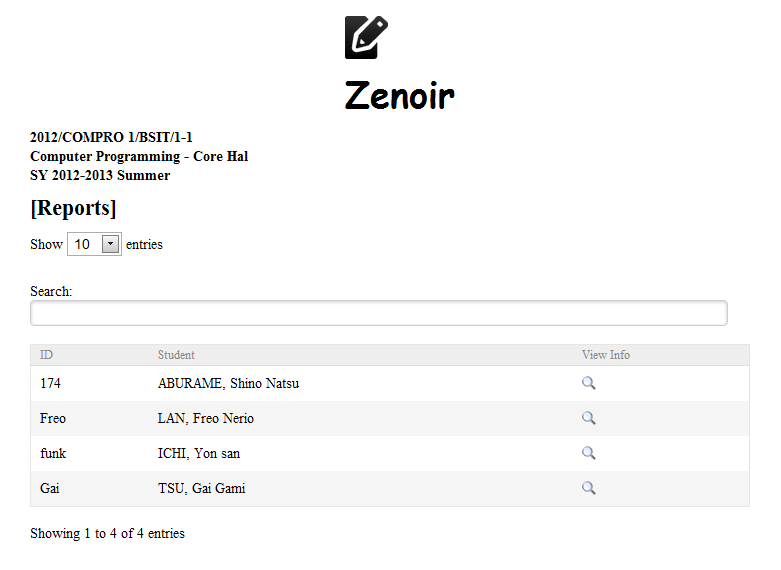 Zenoir
2012/COMPRO 1/BSIT/1-1
Computer Programming - Core Hal
SY 2012-2013 Summer
[Reports]
Show 10 entries
Search:
ID Student View Info
174 ABURAME, Shino Natsu
Freo LAN, Freo Nerio
funk ICHI, Yon san
Gai TSU, Gai Gami
Showing 1 to 4 of 4 entries